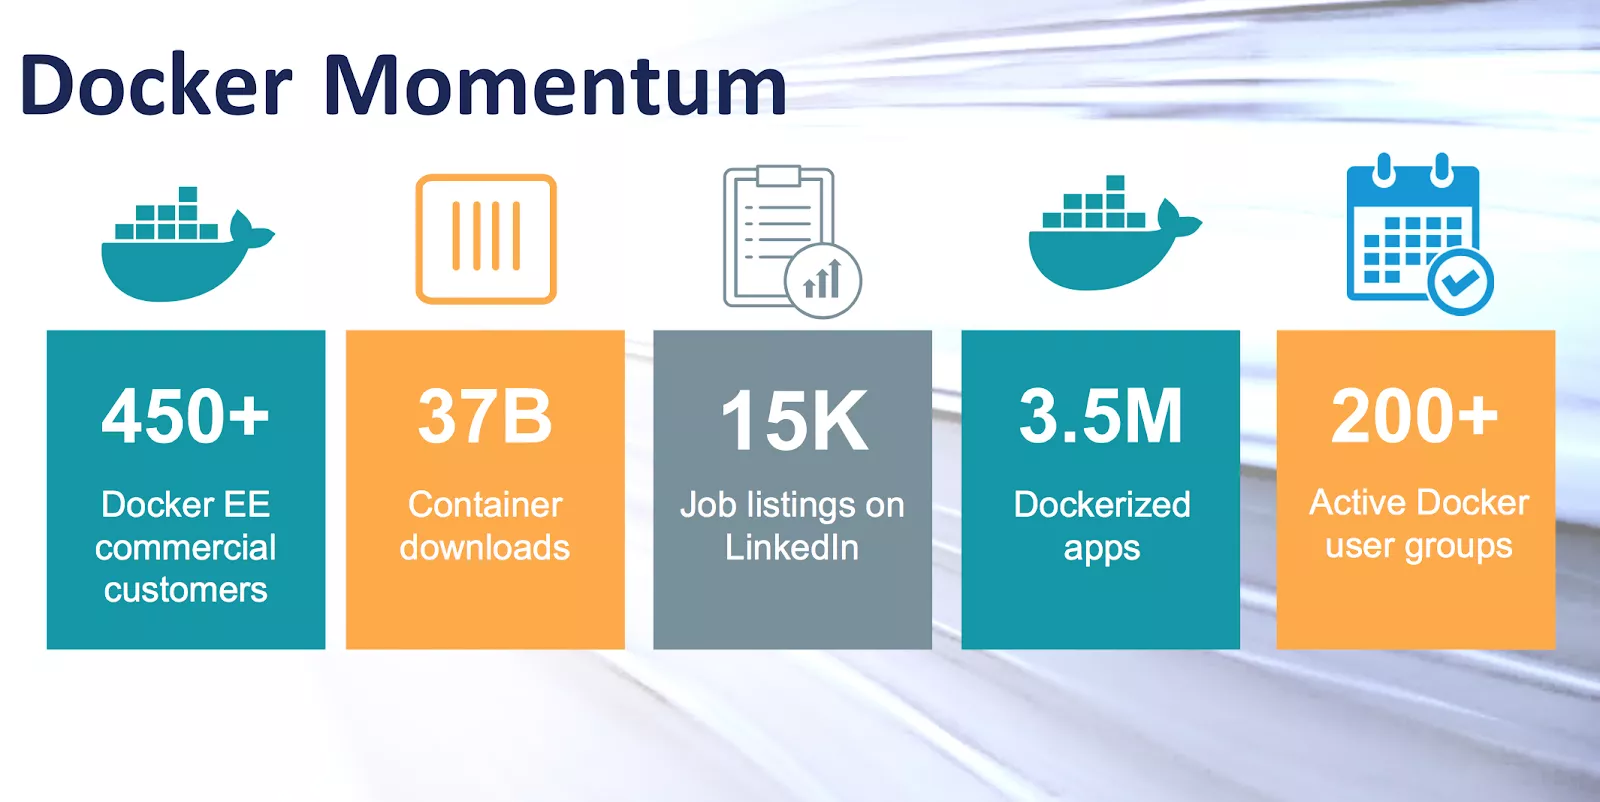 Docker Momentum
450+
Docker EE
commercial
customers
37B
Container
downloads
15K
Job listings on
LinkedIn
3.5M
Dockerized
apps
200+
Active Docker
user groups